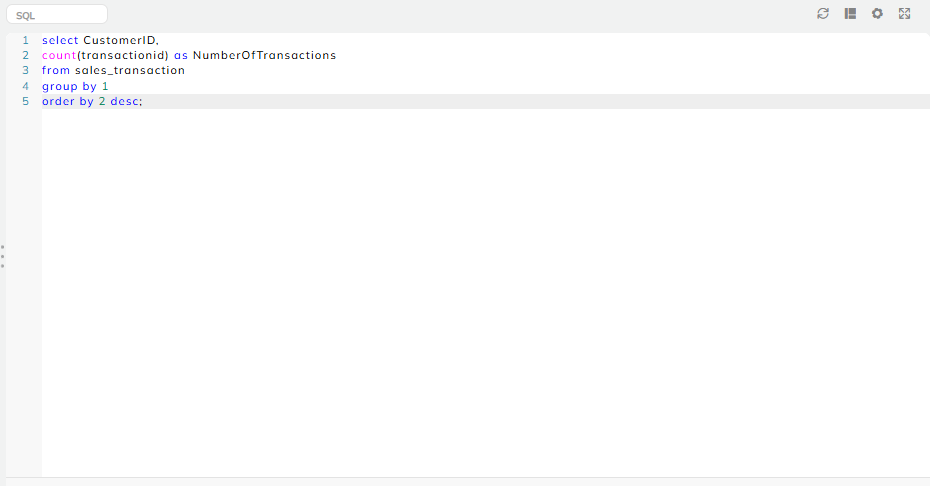 SQL
1 select CustomerID,
2 count(transactionid) as NumberOfTransactions
3 from sales_transaction
4 group by 1
5 order by 2 desc;